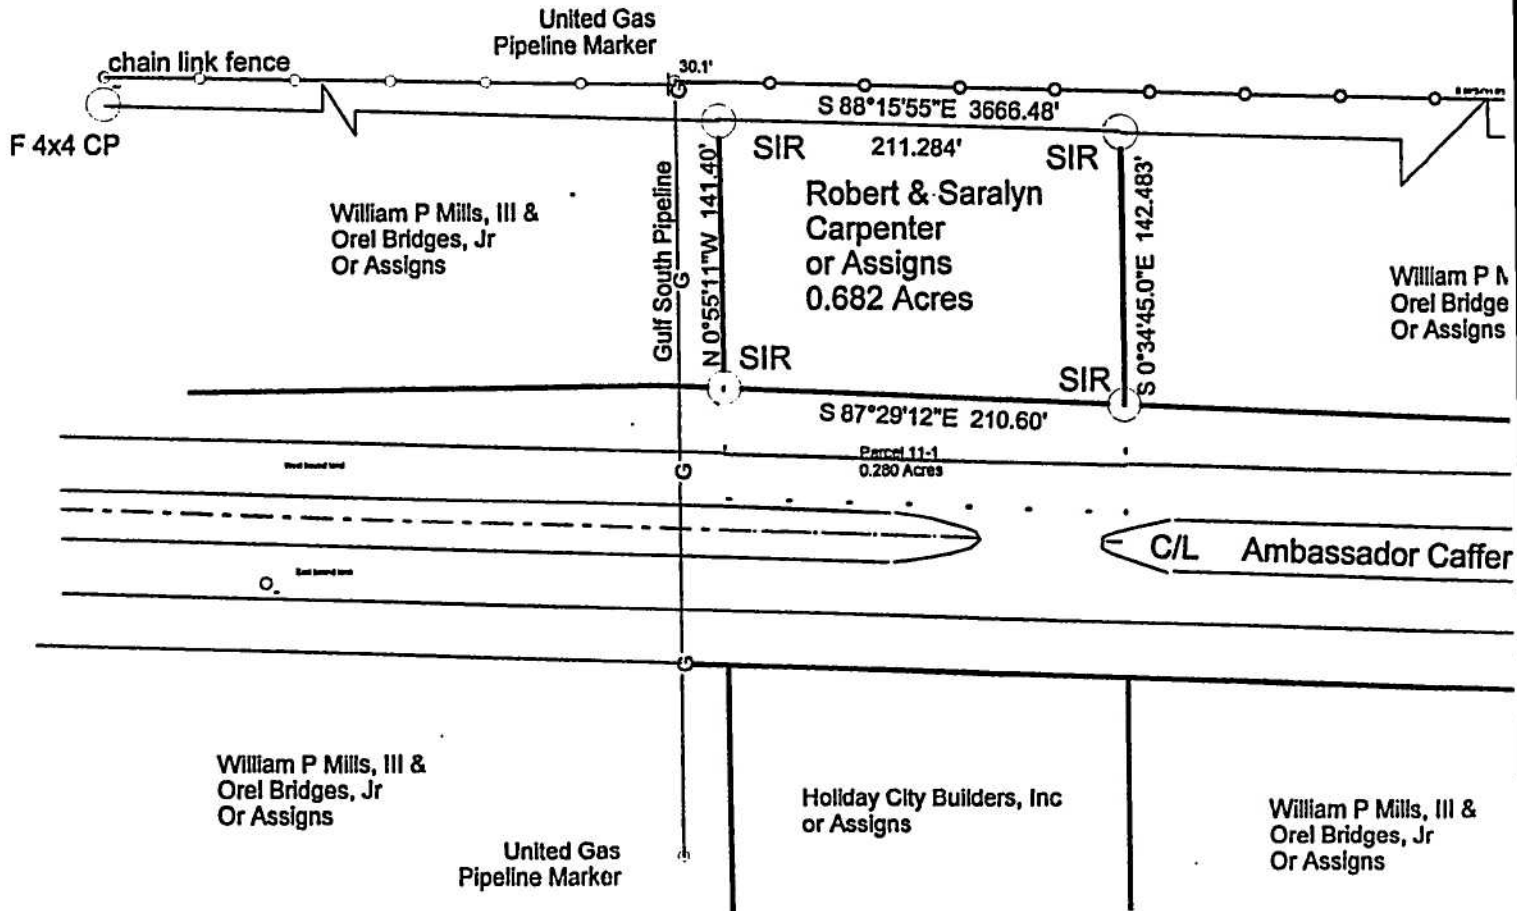 United Gas
Pipeline Marker
chain link fence
30.1'
S 88°15'55"E 3666.48'
F 4x4 CP
SIR
211.284'
SIR
Gulf South Pipeline
N 0°55'11"W 141.40'
Robert & Saralyn
Carpenter
or Assigns
0.682 Acres
S 0°34'45.0"E 142.483'
William P Mills, III &
Orel Bridges, Jr
Or Assigns
William P
Orel Bridge
Or Assigns
G
G
SIR
SIR
S 87°29'12"E 210.60'
Parcel 11-1
0.280 Acres
G
West bound
East bound
C/L
Ambassador Caffer
G
William P Mills, III &
Orel Bridges, Jr
Or Assigns
Holiday City Builders, Inc
or Assigns
William P Mills, III &
Orel Bridges, Jr
Or Assigns
United Gas
Pipeline Marker